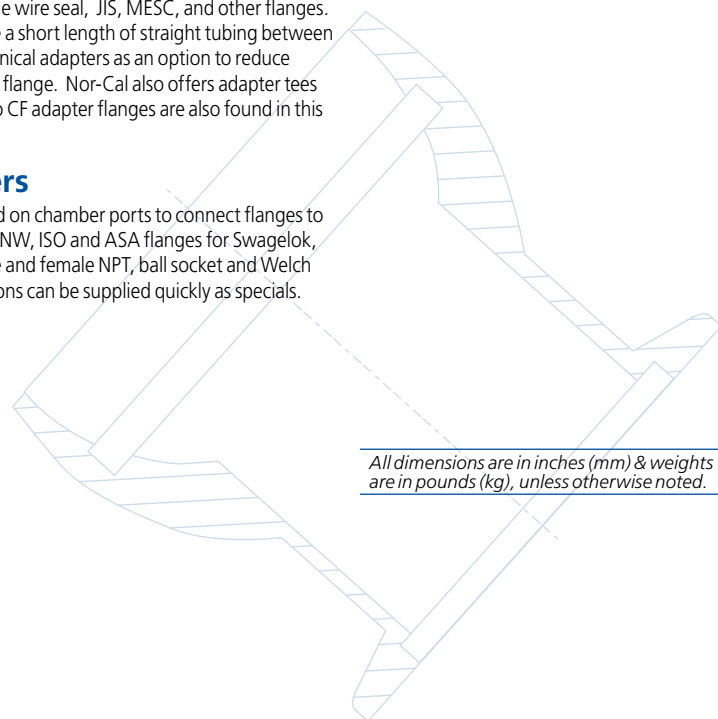 e wire seal, JIS, MESC, and other flanges.
a short length of straight tubing between
nical adapters as an option to reduce
flange. Nor-Cal also offers adapter tees
CF adapter flanges are also found in this
ers
d on chamber ports to connect flanges to
NW, ISO and ASA flanges for Swagelok,
and female NPT, ball socket and Welch
ons can be supplied quickly as specials.
All dimensions are in inches (mm) & weights
are in pounds (kg), unless otherwise noted.